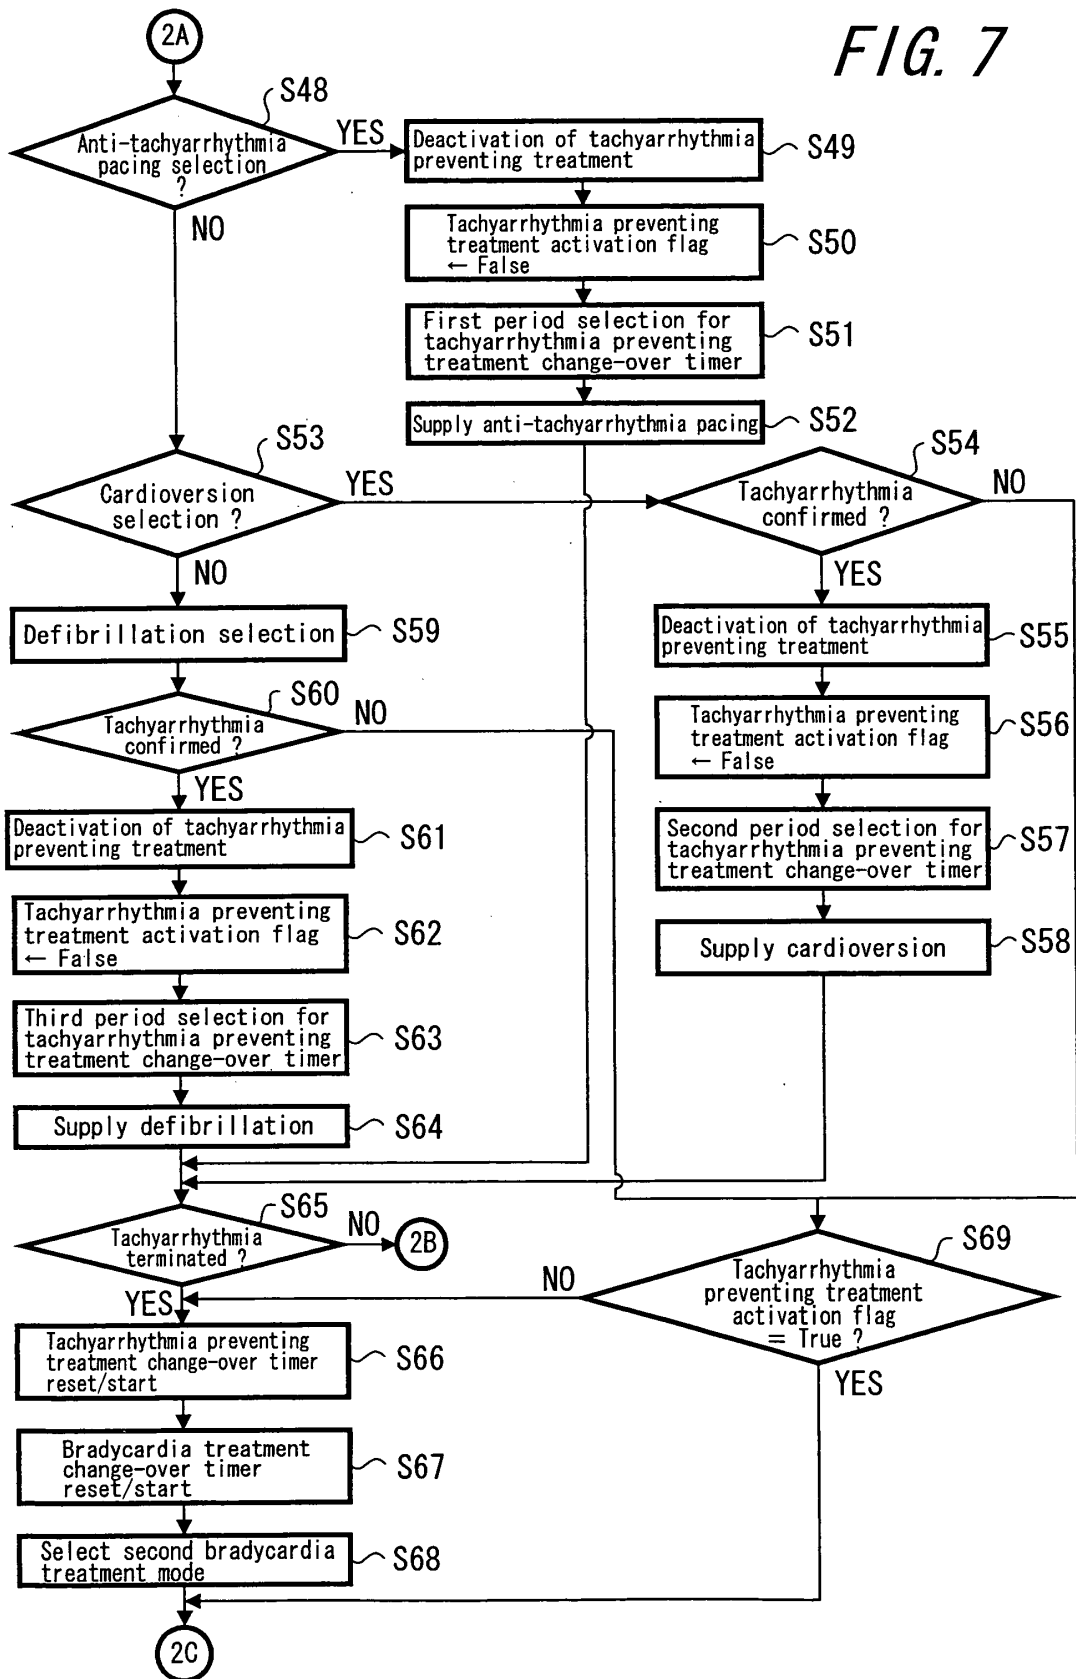 FIG. 7
2A
S48
Anti-tachyarrhythmia
pacing selection
?
YES
NO
Deactivation of tachyarrhythmia
preventing treatment
S49
Tachyarrhythmia preventing
treatment activation flag
← False
S50
First period selection for
tachyarrhythmia preventing
treatment change-over timer
S51
Supply anti-tachyarrhythmia pacing
S52
S53
Cardioversion
selection ?
YES
NO
S54
Tachyarrhythmia
confirmed ?
NO
YES
Deactivation of tachyarrhythmia
preventing treatment
S55
Tachyarrhythmia preventing
treatment activation flag
← False
S56
Second period selection for
tachyarrhythmia preventing
treatment change-over timer
S57
Supply cardioversion
S58
Defibrillation selection
S59
S60
Tachyarrhythmia
confirmed ?
NO
YES
Deactivation of tachyarrhythmia
preventing treatment
S61
Tachyarrhythmia preventing
treatment activation flag
← False
S62
Third period selection for
tachyarrhythmia preventing
treatment change-over timer
S63
Supply defibrillation
S64
S65
Tachyarrhythmia
terminated ?
NO
2B
YES
S69
Tachyarrhythmia
preventing treatment
activation flag
= True ?
NO
YES
Tachyarrhythmia preventing
treatment change-over timer
reset/start
S66
Bradycardia treatment
change-over timer
reset/start
S67
Select second bradycardia
treatment mode
S68
2C